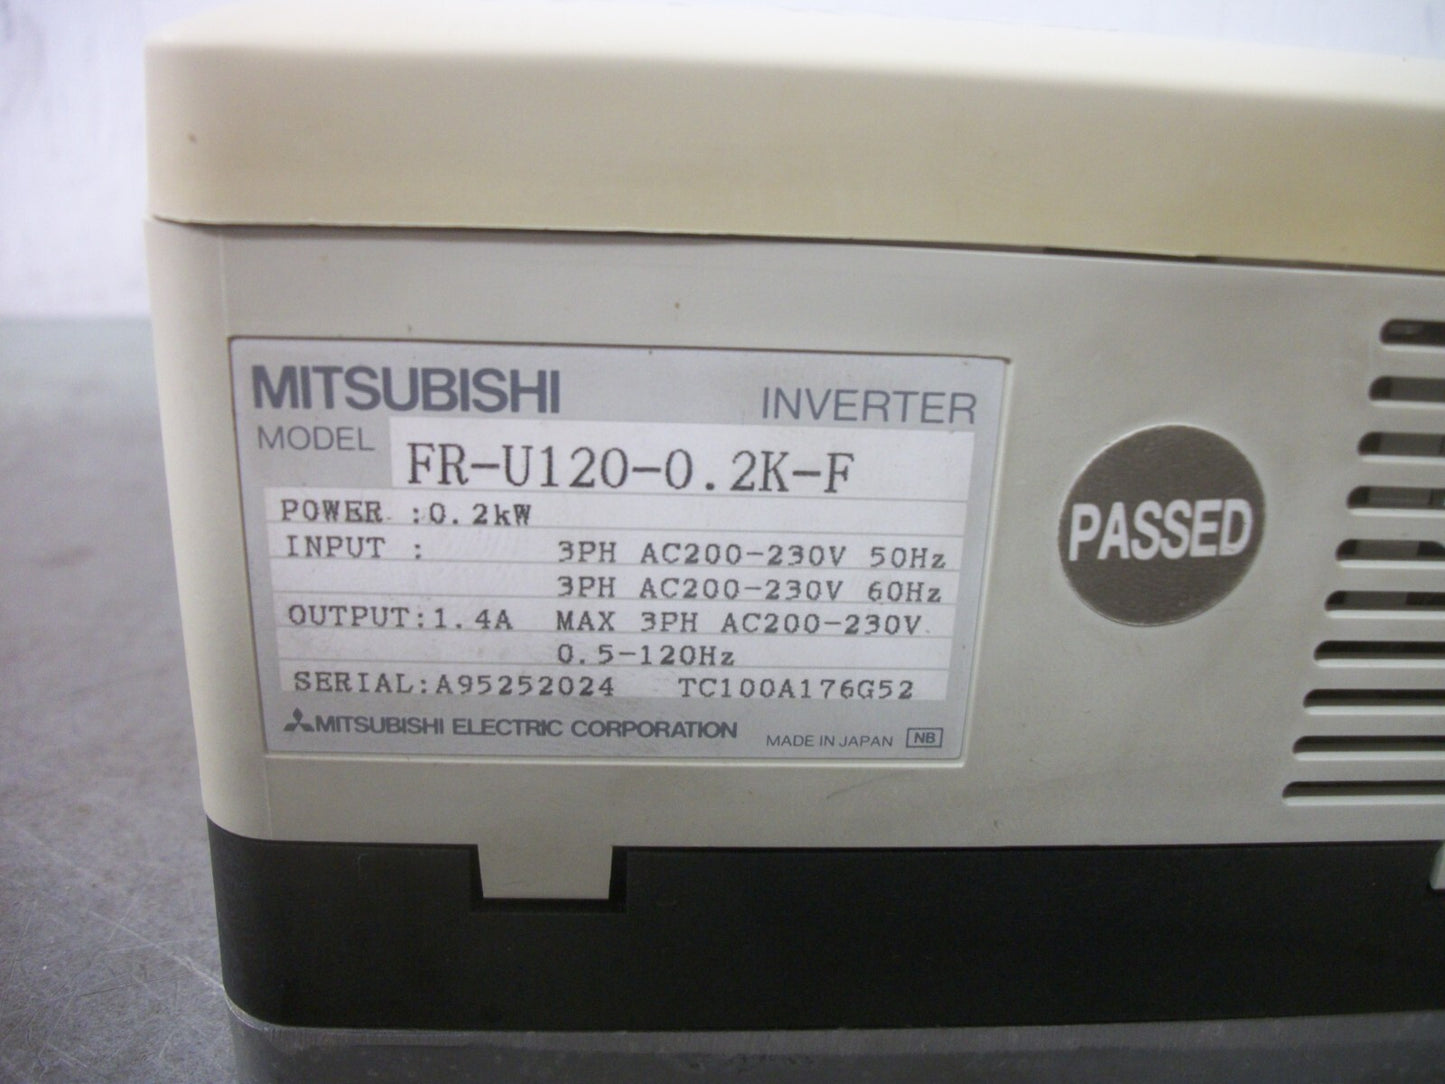 MITSUBISHI INVERTER
MODEL FR-U120-0.2K-F
POWER :0.2kW
INPUT : 3PH AC200-230V 50Hz
3PH AC200-230V 60Hz
OUTPUT:1.4A MAX 3PH AC200-230V
0.5-120Hz
SERIAL:A95252024 TC100A176G52
MITSUBISHI ELECTRIC CORPORATION MADE IN JAPAN NB
PASSED